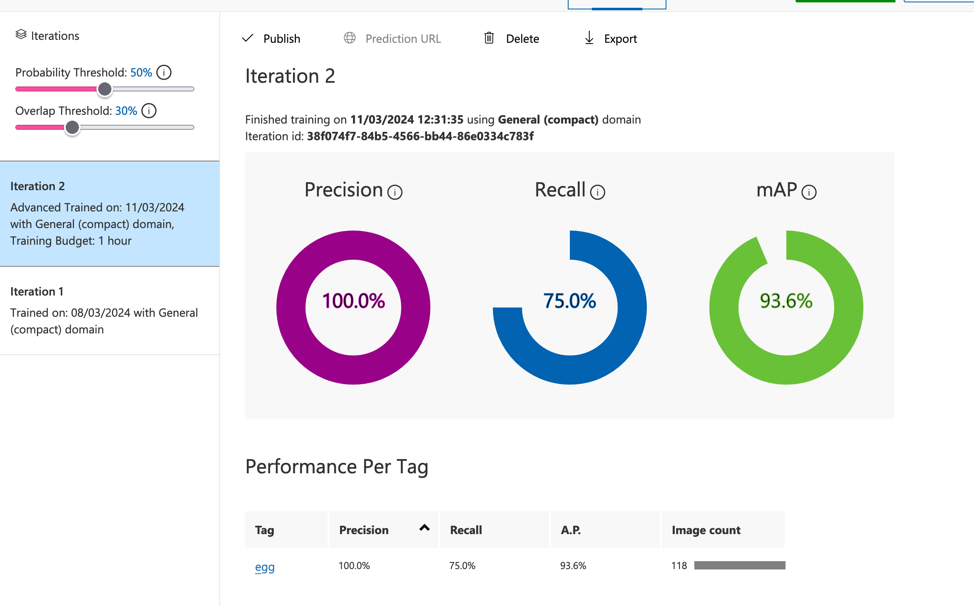 Iterations
Probability Threshold: 50%
Overlap Threshold: 30%
Iteration 2
Advanced Trained on: 11/03/2024
with General (compact) domain,
Training Budget: 1 hour
Iteration 1
Trained on: 08/03/2024 with General
(compact) domain
Publish Prediction URL Delete Export
Iteration 2
Finished training on 11/03/2024 12:31:35 using General (compact) domain
Iteration id: 38f074f7-84b5-4566-bb44-86e0334c783f
Precision Recall mAP
100.0% 75.0% 93.6%
Performance Per Tag
Tag Precision Recall A.P. Image count
egg 100.0% 75.0% 93.6% 118